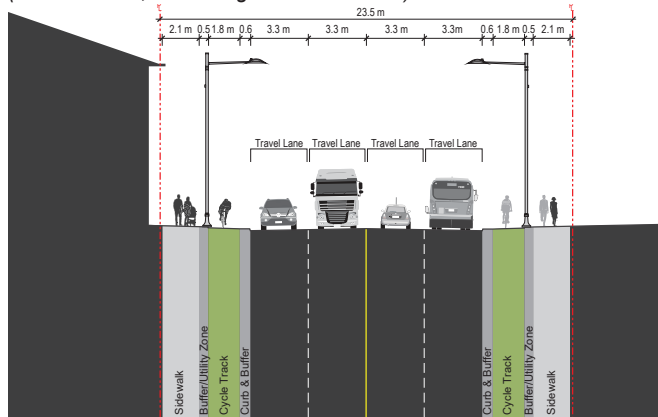 23.5 m
2.1 m 0.5 1.8 m 0.6 3.3 m 3.3 m 3.3 m 3.3m 0.6 1.8 m 0.5 2.1 m
Travel Lane Travel Lane Travel Lane Travel Lane
Sidewalk
Buffer/Utility Zone
Cycle Track
Curb & Buffer
Curb & Buffer
Cycle Track
Buffer/Utility Zone
Sidewalk